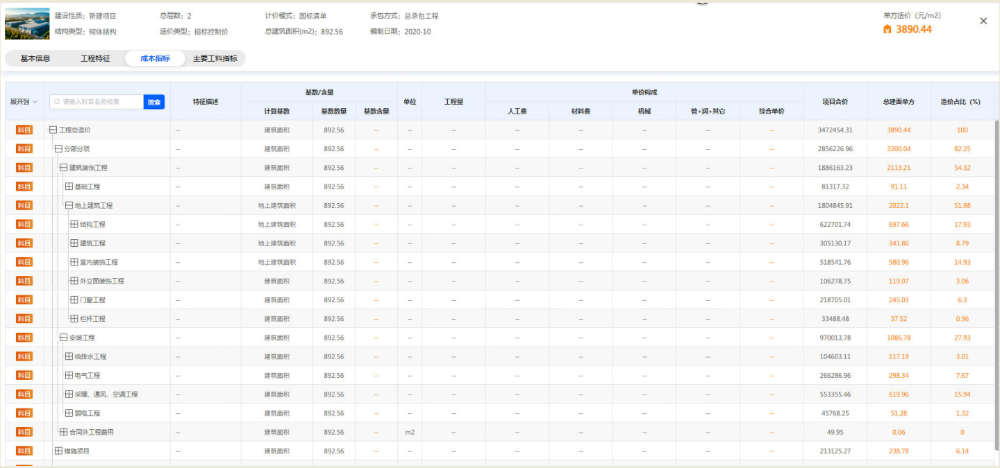 建设性质：新建项目 总层数：2 计价模式：国标清单 承包方式：总承包工程 单方造价（元/m2）
结构类型：砌体结构 造价类型：招标控制价 总建筑面积(m2)：892.56 编制日期：2020-10 3890.44
基本信息 工程特征 成本指标 主要工料指标
展开到 请输入科目名称检索 搜索 特征描述 基数/含量 单位 工程量 单价构成 项目合价 总建面单方 造价占比（%）
计算基数 基数数量 基数含量 人工费 材料费 机械 管+润+其它 综合单价
科目 工程总造价 -- 建筑面积 892.56 -- -- -- -- -- -- -- -- 3472454.31 3890.44 100
科目 分部分项 -- 建筑面积 892.56 -- -- -- -- -- -- -- -- 2856226.96 3200.04 82.25
科目 建筑装饰工程 -- 建筑面积 892.56 -- -- -- -- -- -- -- -- 1886163.23 2113.21 54.32
科目 基础工程 -- 建筑面积 892.56 -- -- -- -- -- -- -- -- 81317.32 91.11 2.34
科目 地上建筑工程 -- 地上建筑面积 892.56 -- -- -- -- -- -- -- -- 1804845.91 2022.1 51.98
科目 结构工程 -- 地上建筑面积 892.56 -- -- -- -- -- -- -- -- 622701.74 697.66 17.93
科目 建筑工程 -- 地上建筑面积 892.56 -- -- -- -- -- -- -- -- 305130.17 341.86 8.79
科目 室内装饰工程 -- 地上建筑面积 892.56 -- -- -- -- -- -- -- -- 518541.76 580.96 14.93
科目 外立面装饰工程 -- 建筑面积 892.56 -- -- -- -- -- -- -- -- 106278.75 119.07 3.06
科目 门窗工程 -- 建筑面积 892.56 -- -- -- -- -- -- -- -- 218705.01 245.03 6.3
科目 栏杆工程 -- 建筑面积 892.56 -- -- -- -- -- -- -- -- 33488.48 37.52 0.96
科目 安装工程 -- 建筑面积 892.56 -- -- -- -- -- -- -- -- 970013.78 1086.78 27.93
科目 给排水工程 -- 建筑面积 892.56 -- -- -- -- -- -- -- -- 104603.11 117.19 3.01
科目 电气工程 -- 建筑面积 892.56 -- -- -- -- -- -- -- -- 266286.96 298.34 7.67
科目 采暖、通风、空调工程 -- 建筑面积 892.56 -- -- -- -- -- -- -- -- 553355.46 619.96 15.94
科目 弱电工程 -- 建筑面积 892.56 -- -- -- -- -- -- -- -- 45768.25 51.28 1.32
科目 合同外工程费用 -- 建筑面积 892.56 -- m2 -- -- -- -- -- -- 49.95 0.06 0
科目 措施项目 -- 建筑面积 892.56 -- -- -- -- -- -- -- -- 213125.27 238.78 6.14